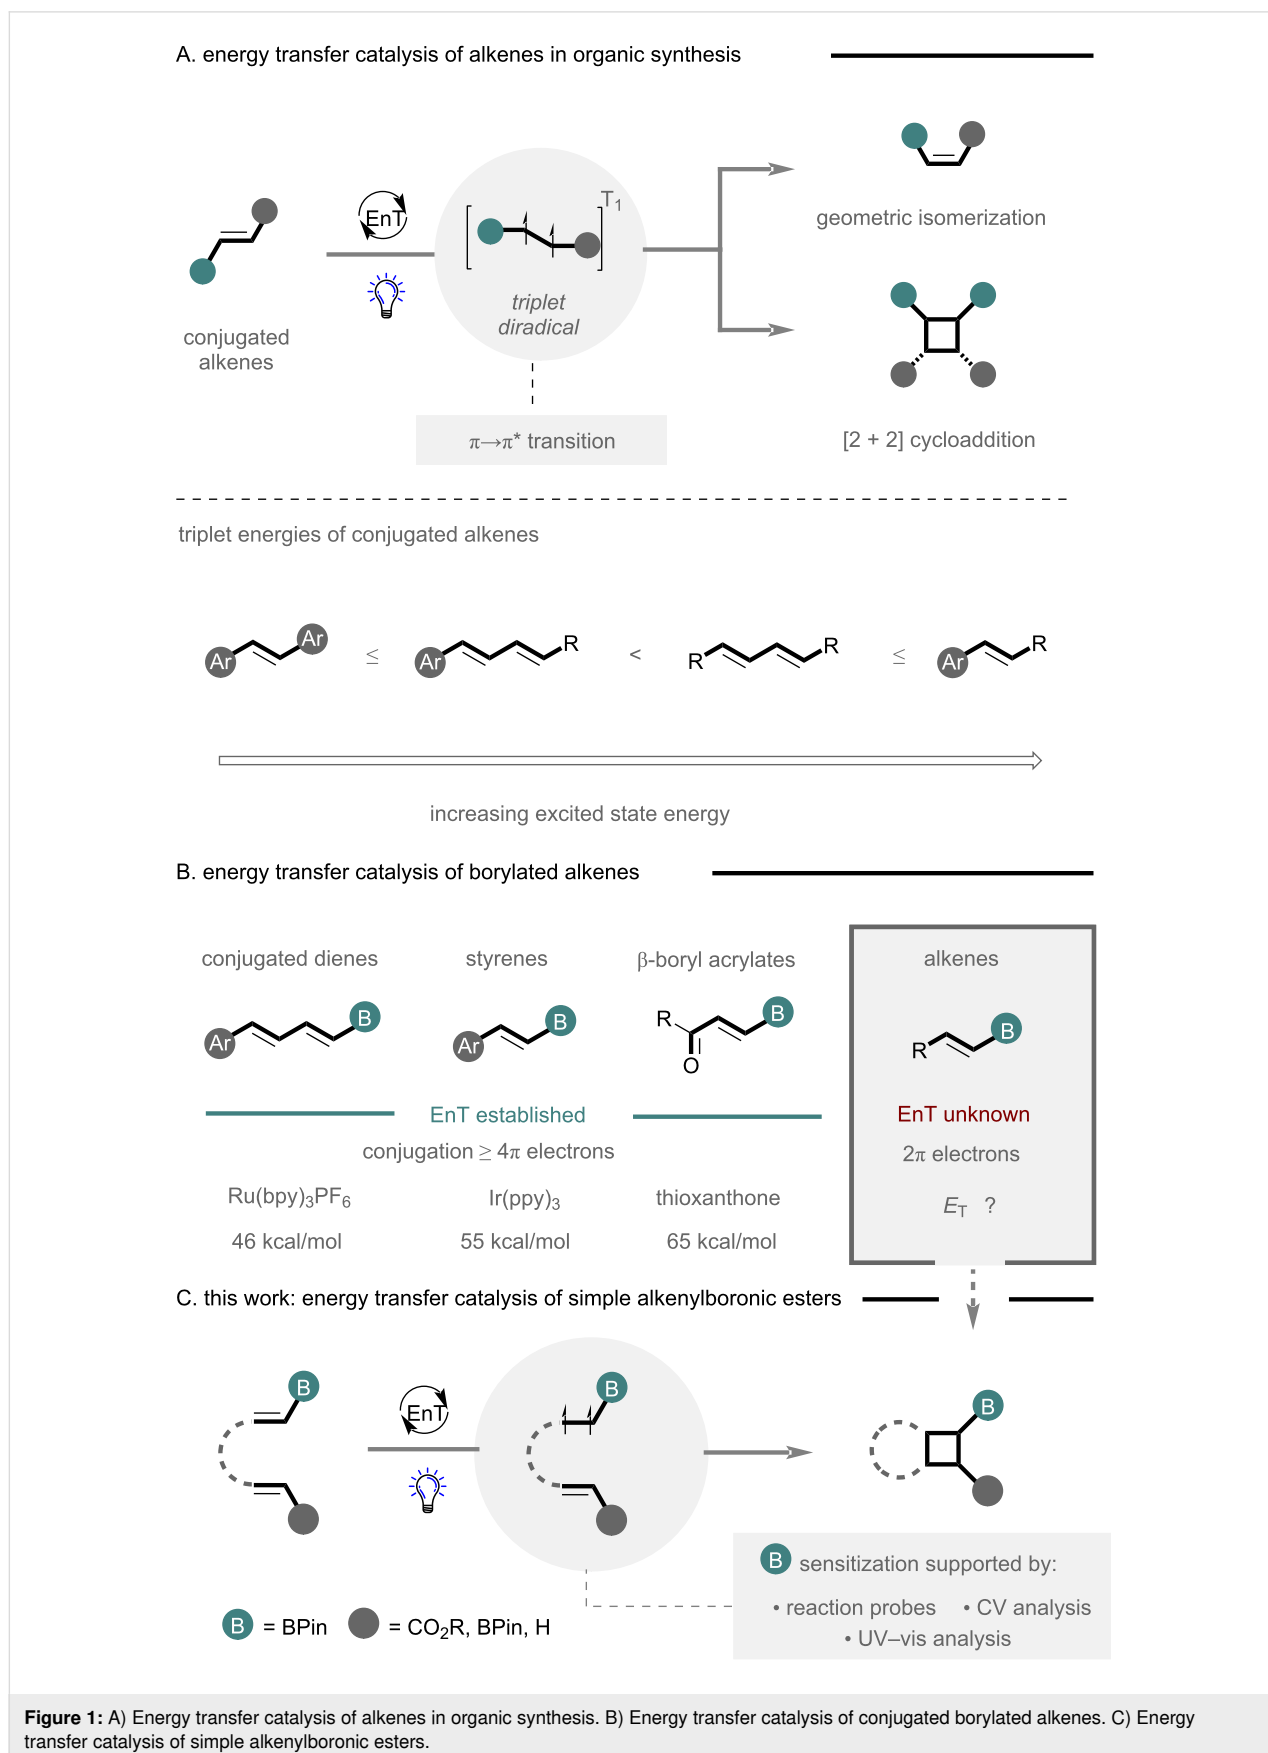 A. energy transfer catalysis of alkenes in organic synthesis
EnT
T1
conjugated
alkenes
triplet
diradical
geometric isomerization
π→π* transition
[2 + 2] cycloaddition
triplet energies of conjugated alkenes
Ar Ar ≤ Ar R < R R ≤ Ar R
increasing excited state energy
B. energy transfer catalysis of borylated alkenes
conjugated dienes styrenes β-boryl acrylates alkenes
Ar B Ar B R O B R B
EnT established EnT unknown
conjugation ≥ 4π electrons 2π electrons
Ru(bpy)3PF6 Ir(ppy)3 thioxanthone ET ?
46 kcal/mol 55 kcal/mol 65 kcal/mol
C. this work: energy transfer catalysis of simple alkenylboronic esters
B EnT B B
B sensitization supported by:
• reaction probes • CV analysis
• UV–vis analysis
B = BPin = CO2R, BPin, H
Figure 1: A) Energy transfer catalysis of alkenes in organic synthesis. B) Energy transfer catalysis of conjugated borylated alkenes. C) Energy
transfer catalysis of simple alkenylboronic esters.